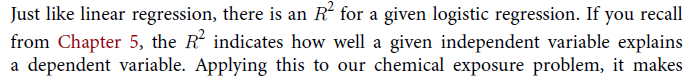 Just like linear regression, there is an R² for a given logistic regression. If you recall
from Chapter 5, the R² indicates how well a given independent variable explains
a dependent variable. Applying this to our chemical exposure problem, it makes